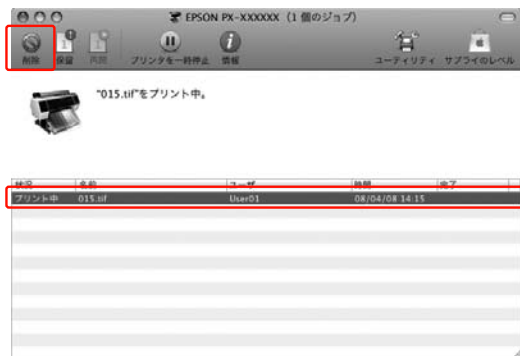 EPSON PX-XXXXXX (1 個のジョブ)
削除 保留 再開 プリンタを一時停止 情報 ユーティリティ サプライのレベル
"015.tif"をプリント中。
状況 名前 ユーザ 時間 完了
プリント中 015.tif User01 08/04/08 14:15